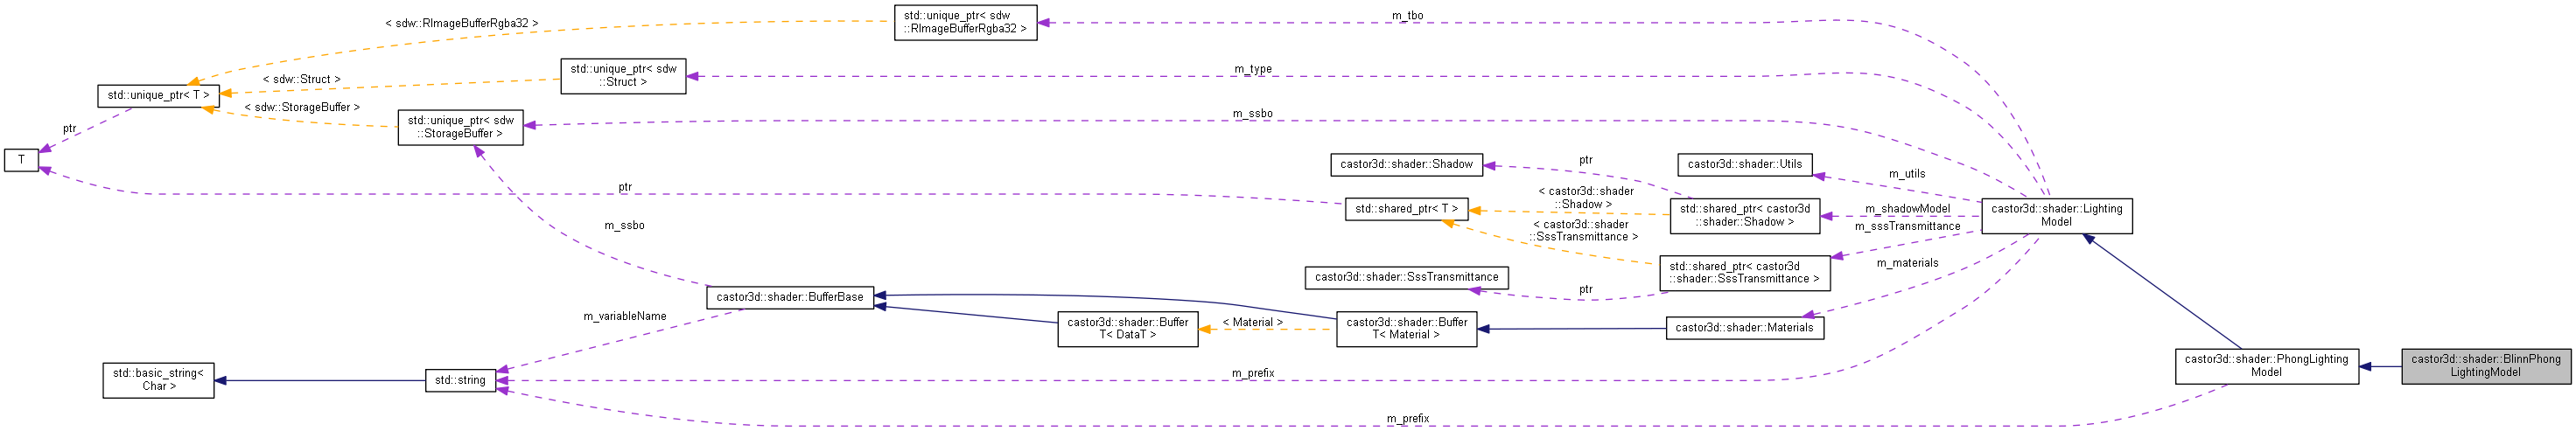 < sdw::RImageBufferRgba32 >
std::unique_ptr< sdw
::RImageBufferRgba32 >
m_tbo
< sdw::Struct >
std::unique_ptr< sdw
::Struct >
m_type
std::unique_ptr< T >
< sdw::StorageBuffer >
std::unique_ptr< sdw
::StorageBuffer >
m_ssbo
ptr
T
castor3d::shader::Shadow
ptr
castor3d::shader::Utils
m_utils
ptr
std::shared_ptr< T >
< castor3d::shader
::Shadow >
std::shared_ptr< castor3d
::shader::Shadow >
m_shadowModel
castor3d::shader::Lighting
Model
m_ssbo
< castor3d::shader
::SssTransmittance >
m_sssTransmittance
std::shared_ptr< castor3d
::shader::SssTransmittance >
m_materials
castor3d::shader::SssTransmittance
ptr
castor3d::shader::BufferBase
m_variableName
castor3d::shader::Buffer
T< DataT >
< Material >
castor3d::shader::Buffer
T< Material >
castor3d::shader::Materials
std::basic_string<
Char >
std::string
m_prefix
castor3d::shader::PhongLighting
Model
castor3d::shader::BlinnPhong
LightingModel
m_prefix